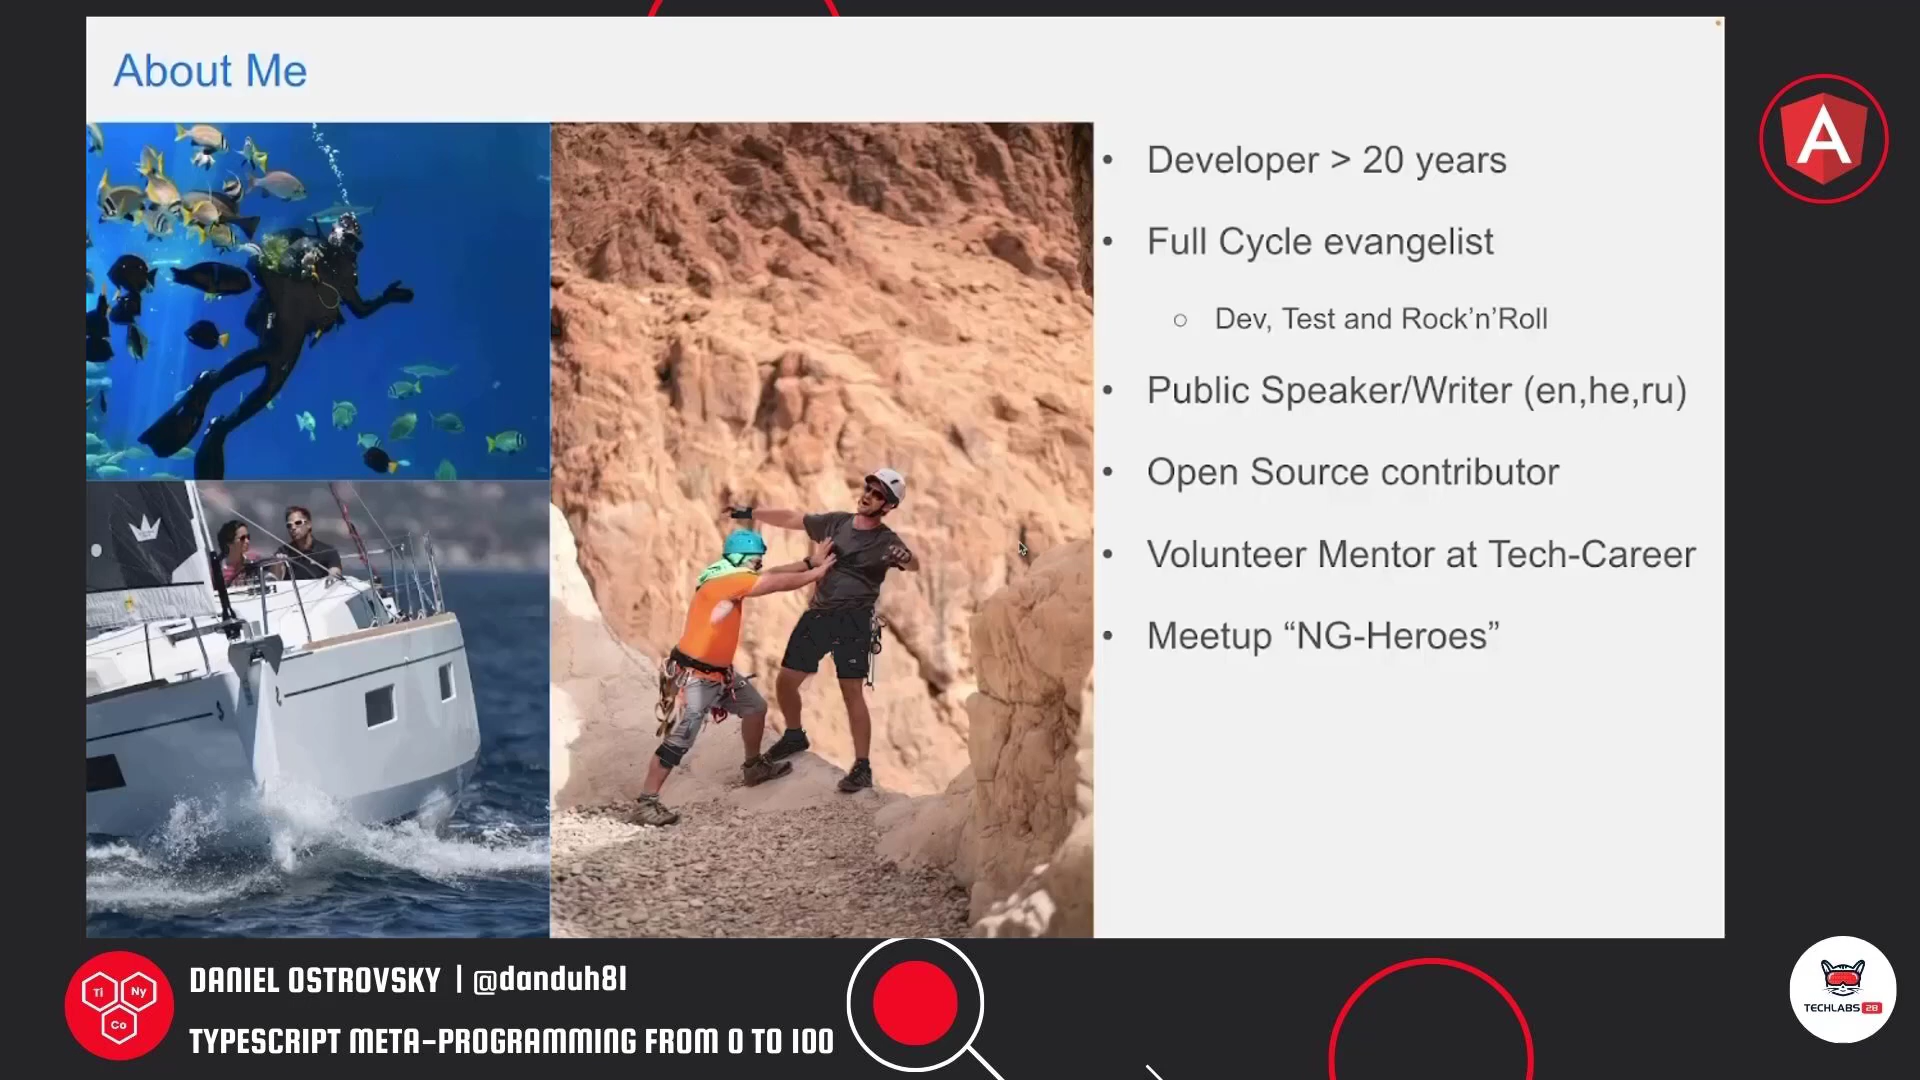 About Me
• Developer > 20 years
• Full Cycle evangelist
○ Dev, Test and Rock’n’Roll
• Public Speaker/Writer (en,he,ru)
• Open Source contributor
• Volunteer Mentor at Tech-Career
• Meetup “NG-Heroes”
A
Ti Ny
Co
DANIEL OSTROVSKY | @danduh81
TYPESCRIPT META-PROGRAMMING FROM 0 TO 100
TECHLABS 28